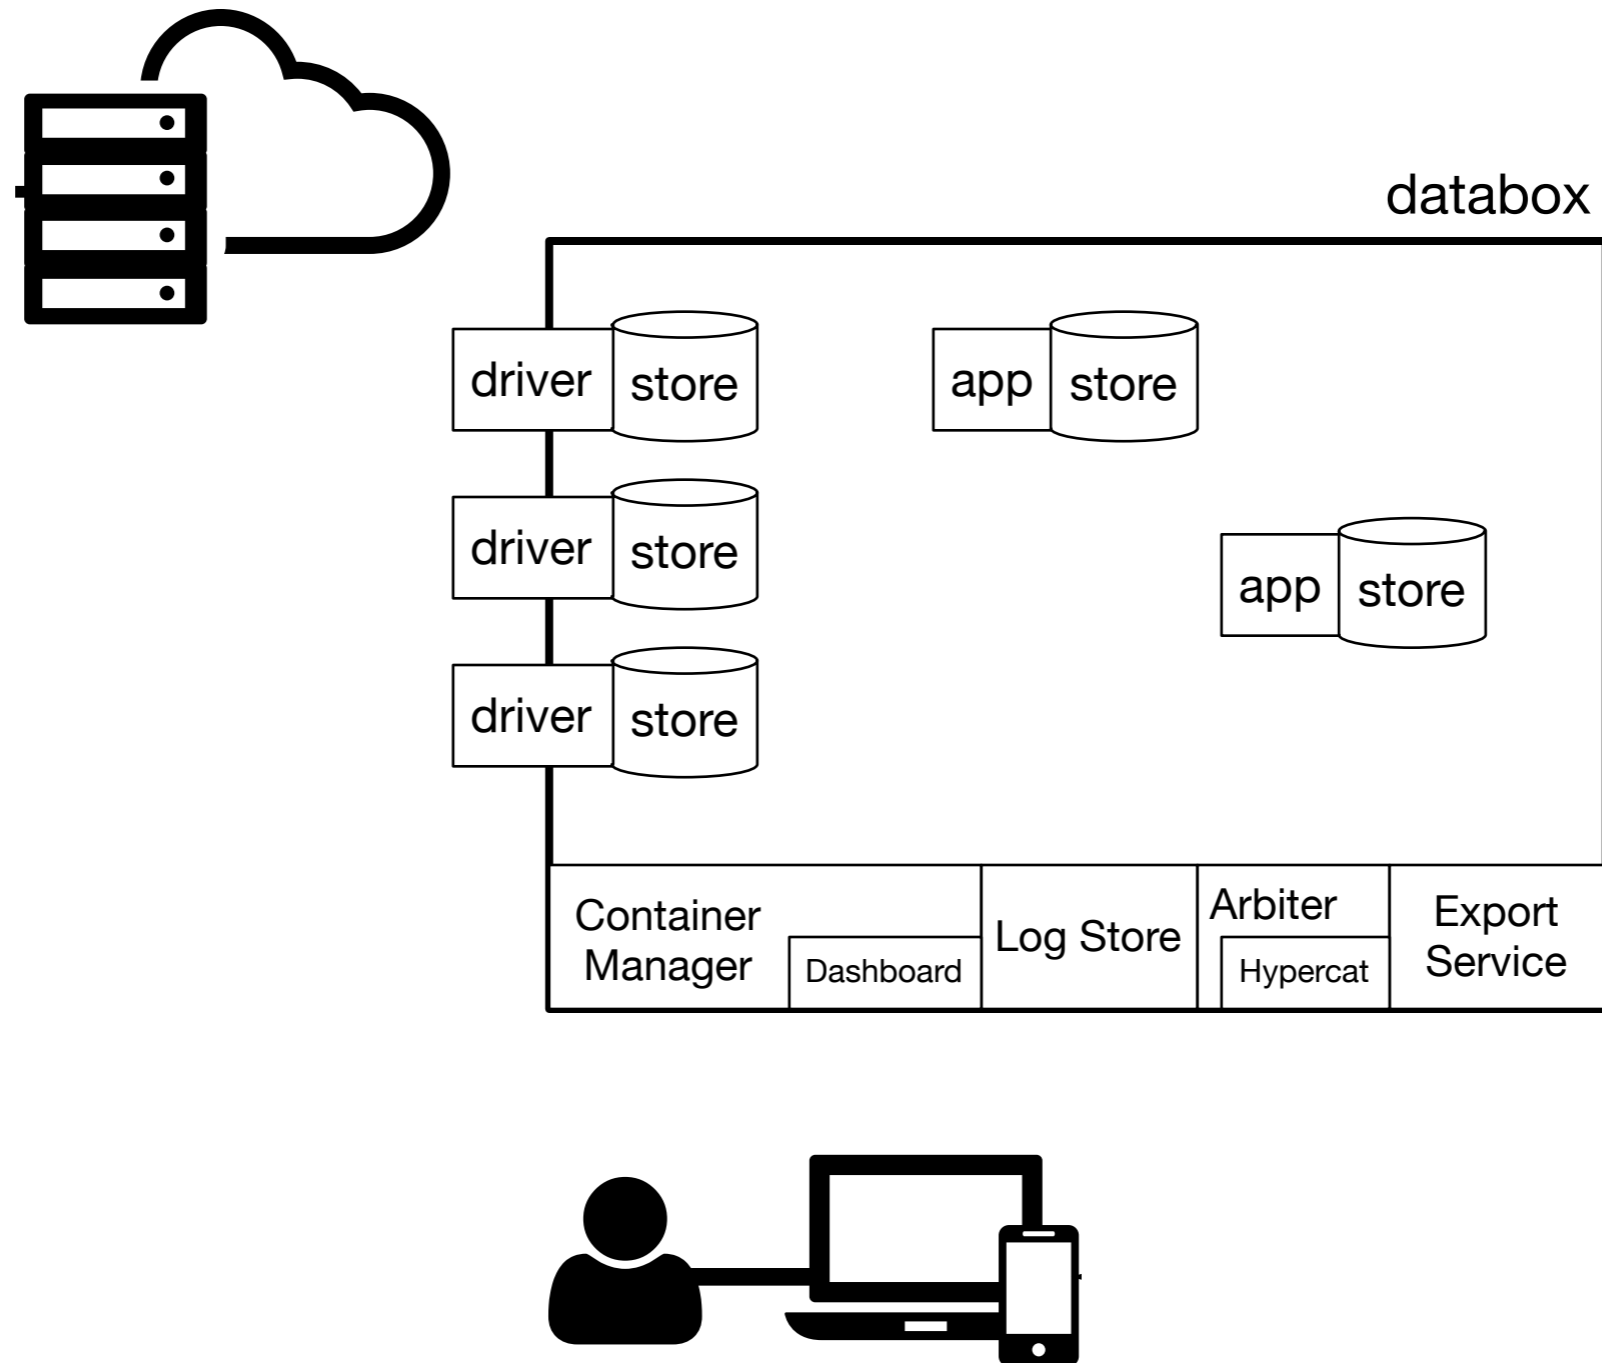 databox
driver store
app store
driver store
app store
driver store
Container
Manager
Dashboard
Log Store
Arbiter
Hypercat
Export
Service